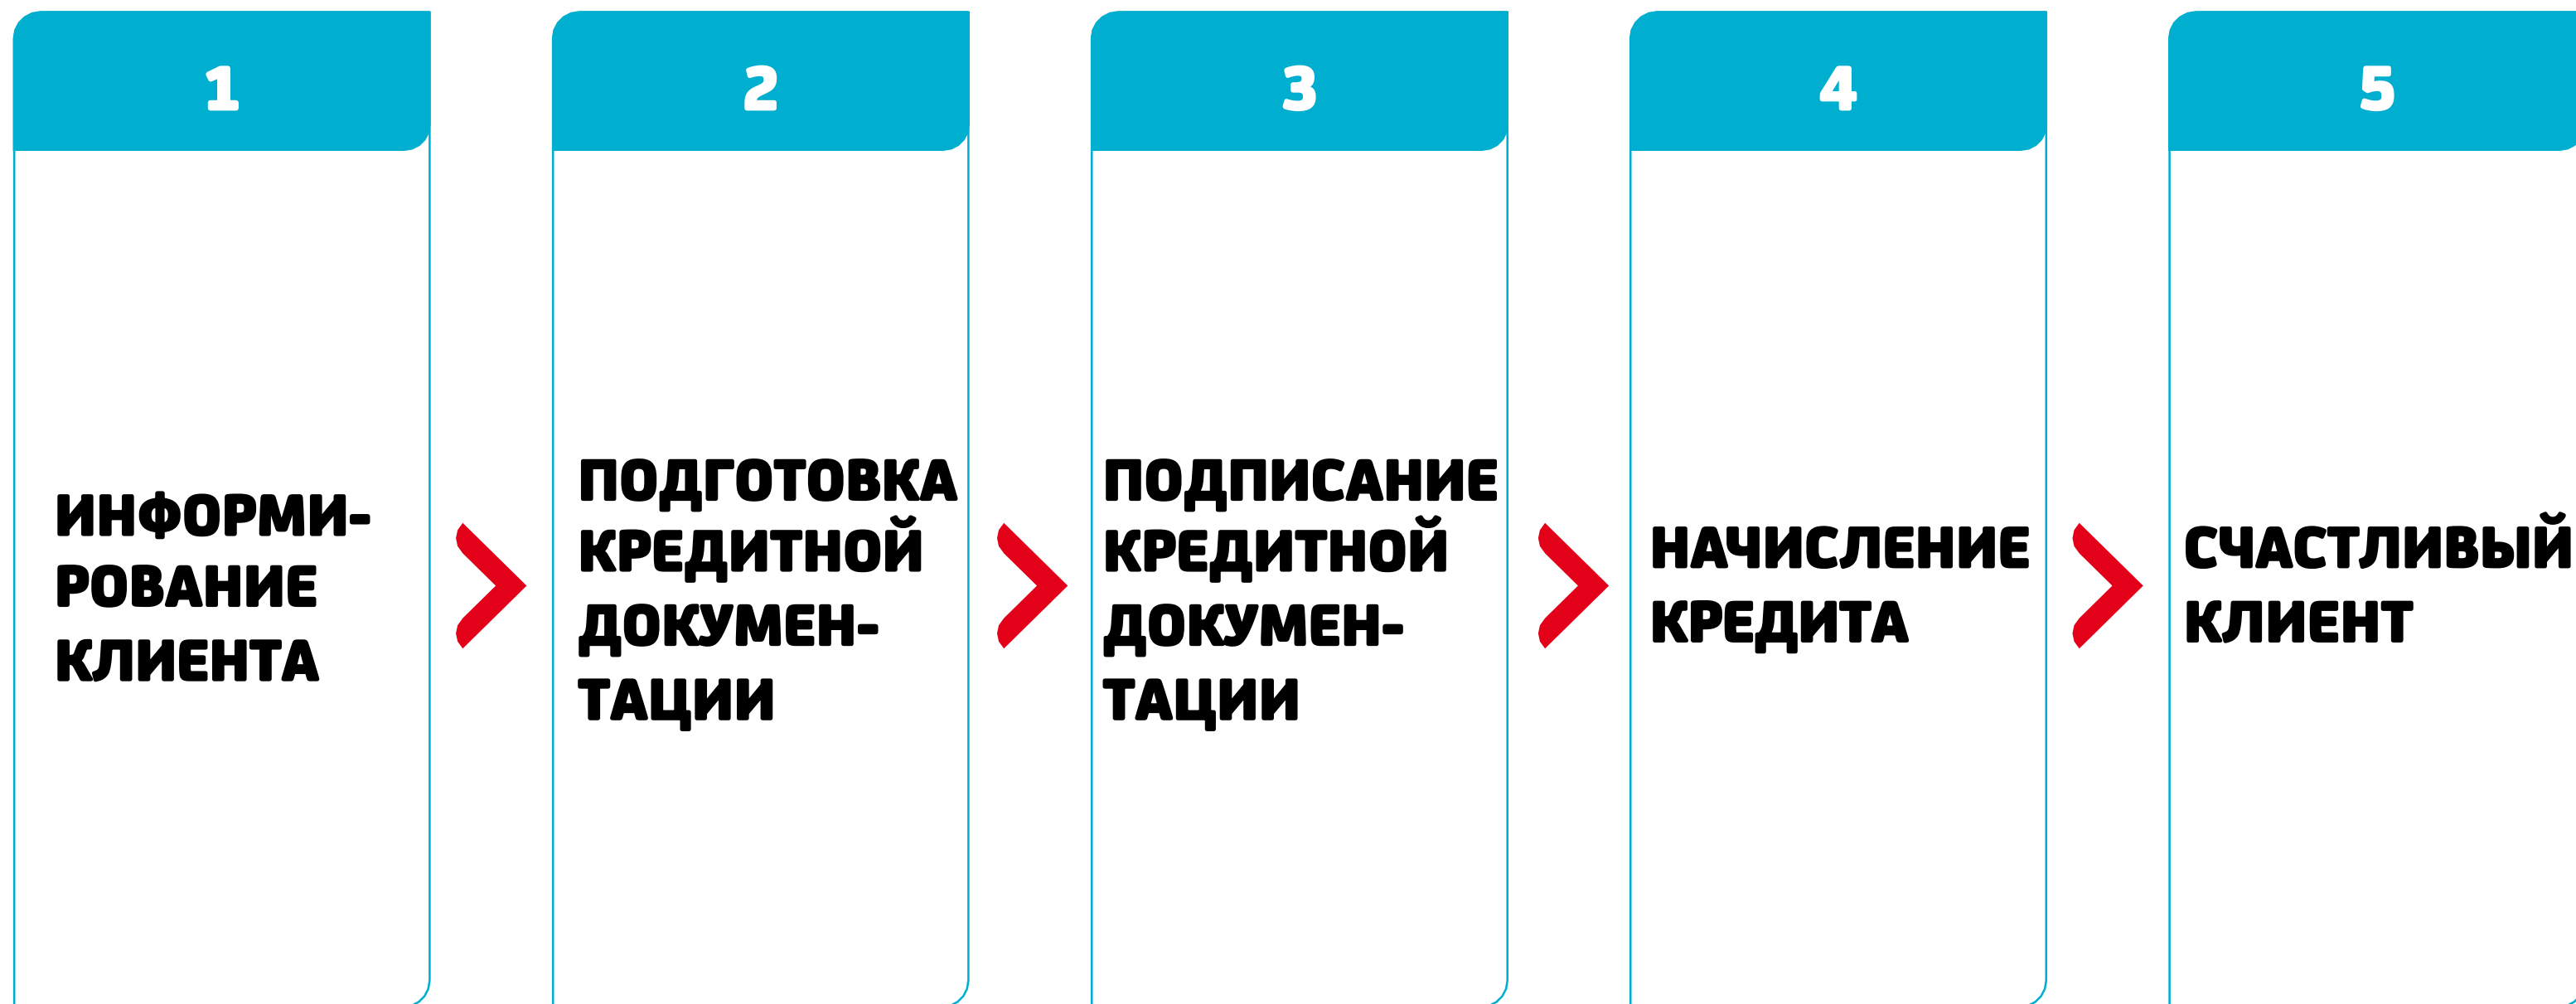 1
ИНФОРМИ-
РОВАНИЕ
КЛИЕНТА
2
ПОДГОТОВКА
КРЕДИТНОЙ
ДОКУМЕН-
ТАЦИИ
3
ПОДПИСАНИЕ
КРЕДИТНОЙ
ДОКУМЕН-
ТАЦИИ
4
НАЧИСЛЕНИЕ
КРЕДИТА
5
СЧАСТЛИВЫЙ
КЛИЕНТ